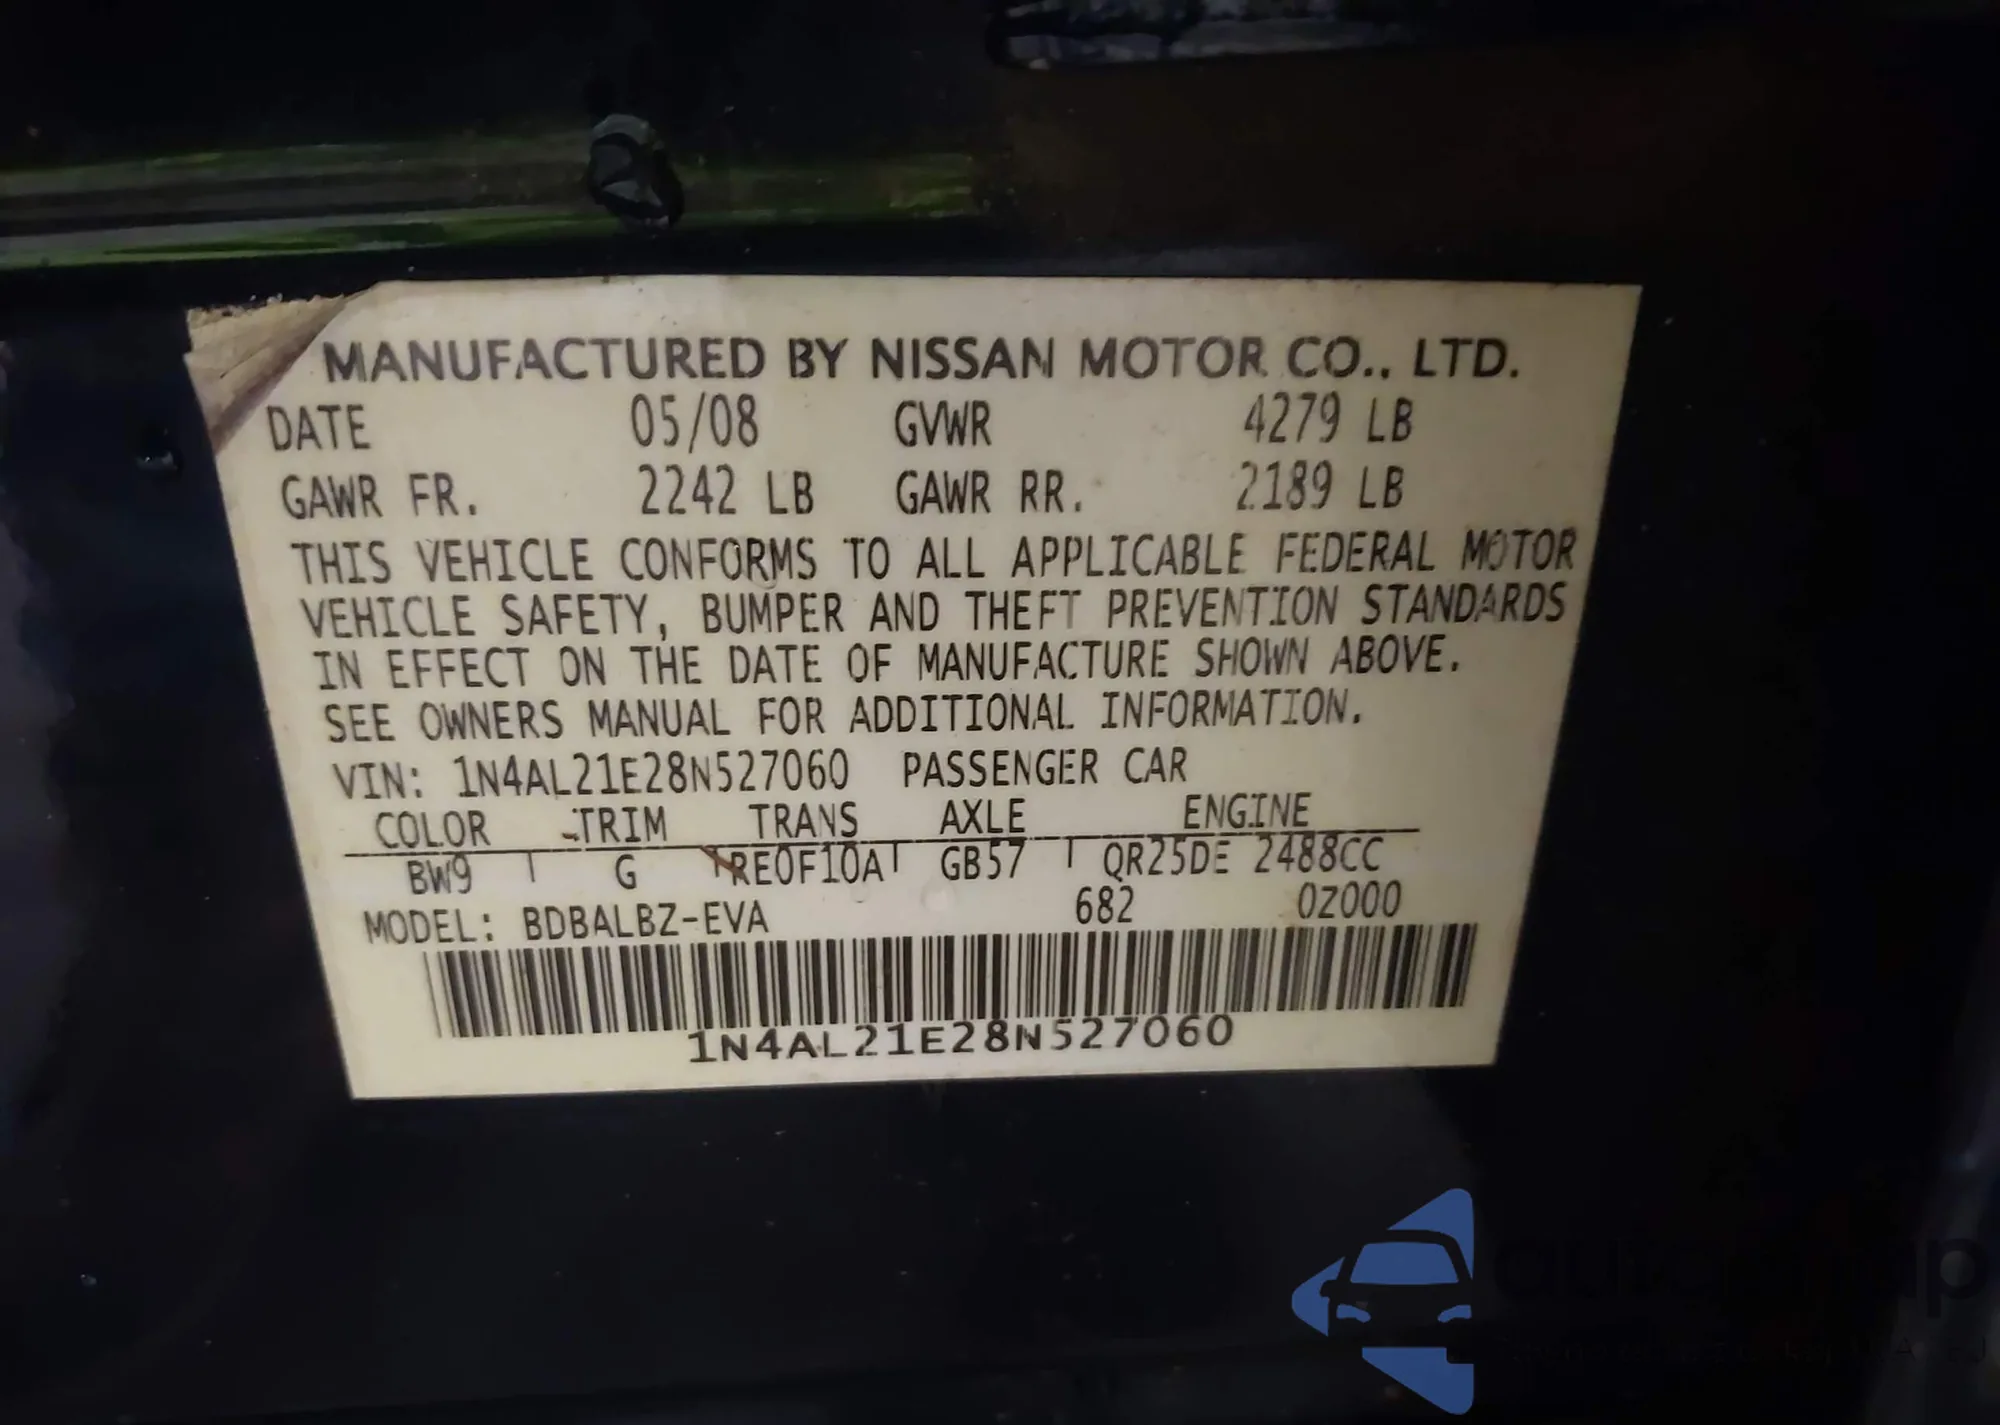 MANUFACTURED BY NISSAN MOTOR CO., LTD.
DATE 05/08 GVWR 4279 LB
GAWR FR. 2242 LB GAWR RR. 2189 LB
THIS VEHICLE CONFORMS TO ALL APPLICABLE FEDERAL MOTOR
VEHICLE SAFETY, BUMPER AND THEFT PREVENTION STANDARDS
IN EFFECT ON THE DATE OF MANUFACTURE SHOWN ABOVE.
SEE OWNERS MANUAL FOR ADDITIONAL INFORMATION.
VIN: 1N4AL21E28N527060 PASSENGER CAR
COLOR TRIM TRANS AXLE ENGINE
BW9 G RE0F10A GB57 QR25DE 2488CC
MODEL: BDBALBZ-EVA 682 0Z000
1N4AL21E28N527060